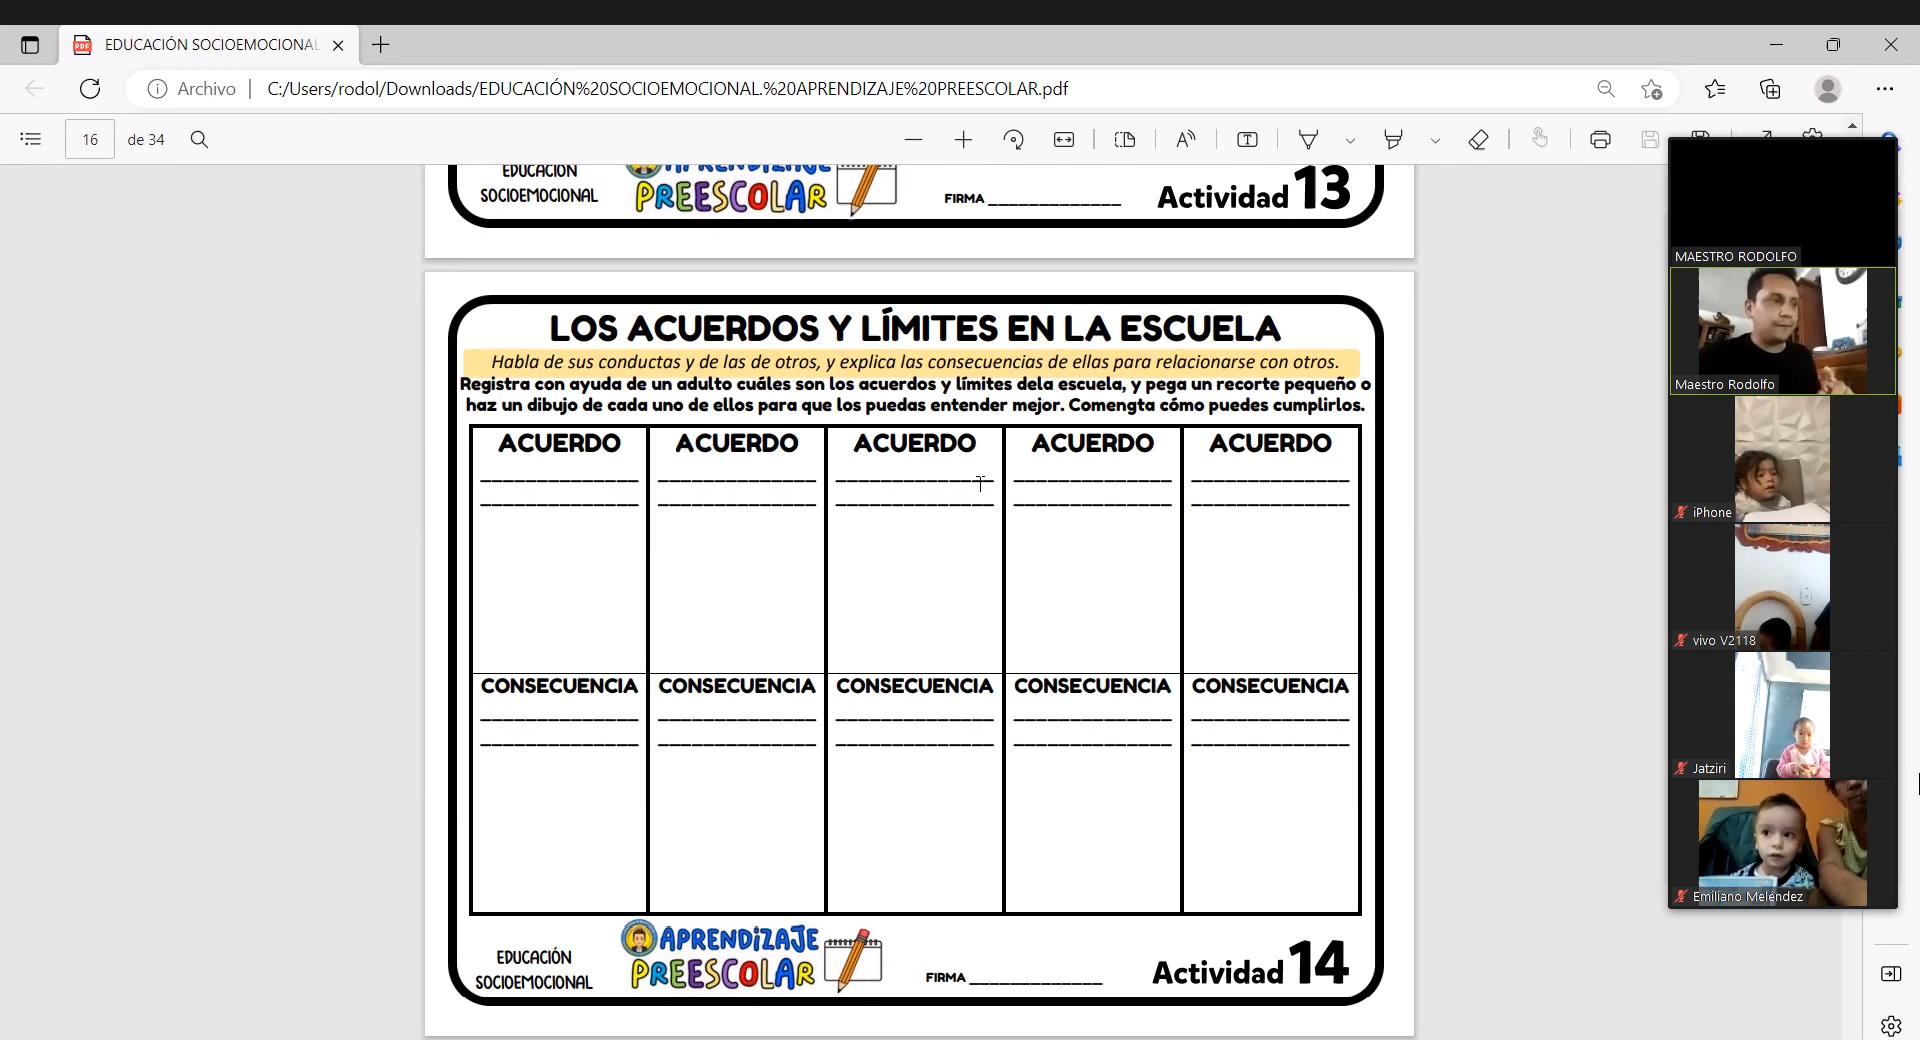 EDUCACIÓN SOCIOEMOCIONAL
Archivo
C:/Users/rodol/Downloads/EDUCACIÓN%20SOCIOEMOCIONAL.%20APRENDIZAJE%20PREESCOLAR.pdf
16 de 34
EDUCACIÓN
SOCIOEMOCIONAL
APRENDIZAJE
PREESCOLAR
FIRMA _____________
Actividad 13
LOS ACUERDOS Y LÍMITES EN LA ESCUELA
Habla de sus conductas y de las de otros, y explica las consecuencias de ellas para relacionarse con otros.
Registra con ayuda de un adulto cuáles son los acuerdos y límites dela escuela, y pega un recorte pequeño o
haz un dibujo de cada uno de ellos para que los puedas entender mejor. Comengta cómo puedes cumplirlos.
ACUERDO ACUERDO ACUERDO ACUERDO ACUERDO
CONSECUENCIA CONSECUENCIA CONSECUENCIA CONSECUENCIA CONSECUENCIA
EDUCACIÓN
SOCIOEMOCIONAL
APRENDiZAJE
PREESCOLAR
FIRMA _____________
Actividad 14
MAESTRO RODOLFO
Maestro Rodolfo
iPhone
vivo V2118
Jatziri
Emiliano Meléndez